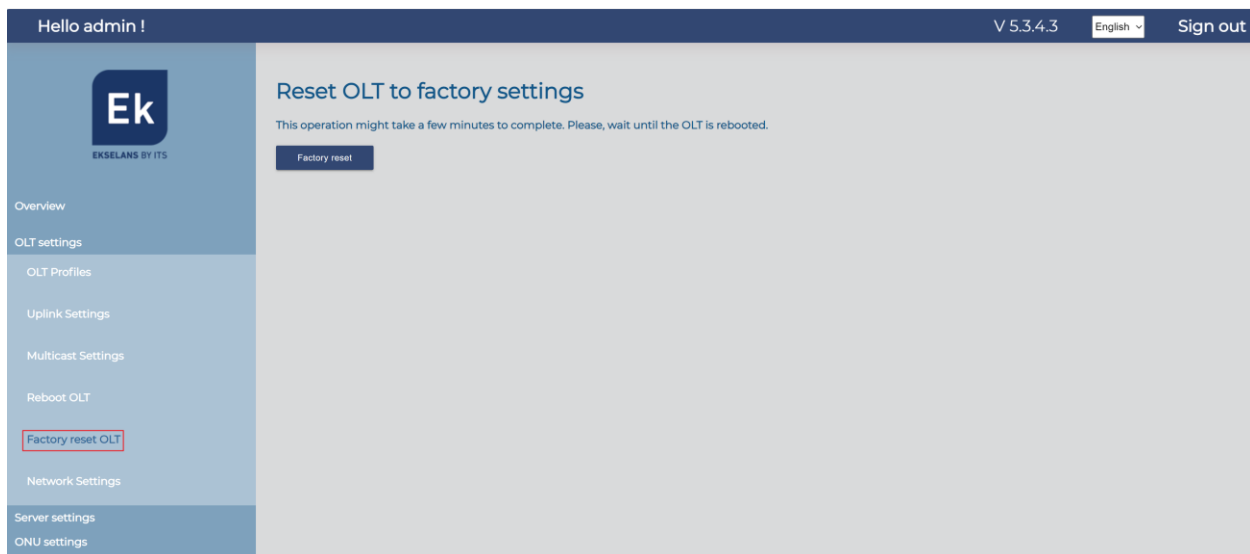 Hello admin !
V 5.3.4.3
English
Sign out
Ek
EKSELANS BY ITS
Overview
OLT settings
OLT Profiles
Uplink Settings
Multicast Settings
Reboot OLT
Factory reset OLT
Network Settings
Server settings
ONU settings
Reset OLT to factory settings
This operation might take a few minutes to complete. Please, wait until the OLT is rebooted.
Factory reset